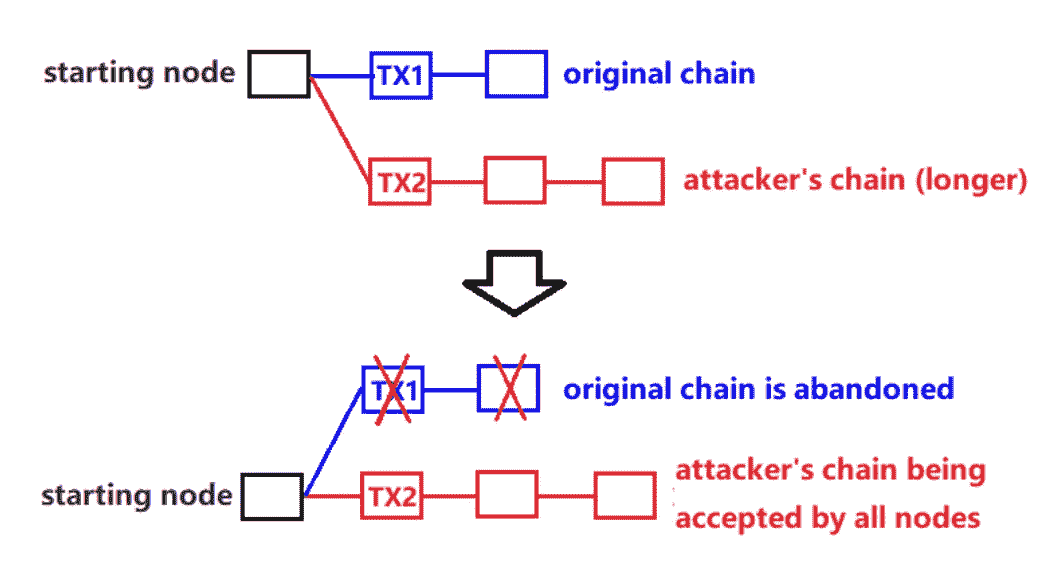 starting node
TX1
original chain
TX2
attacker's chain (longer)
TX1
original chain is abandoned
starting node
TX2
attacker's chain being
accepted by all nodes